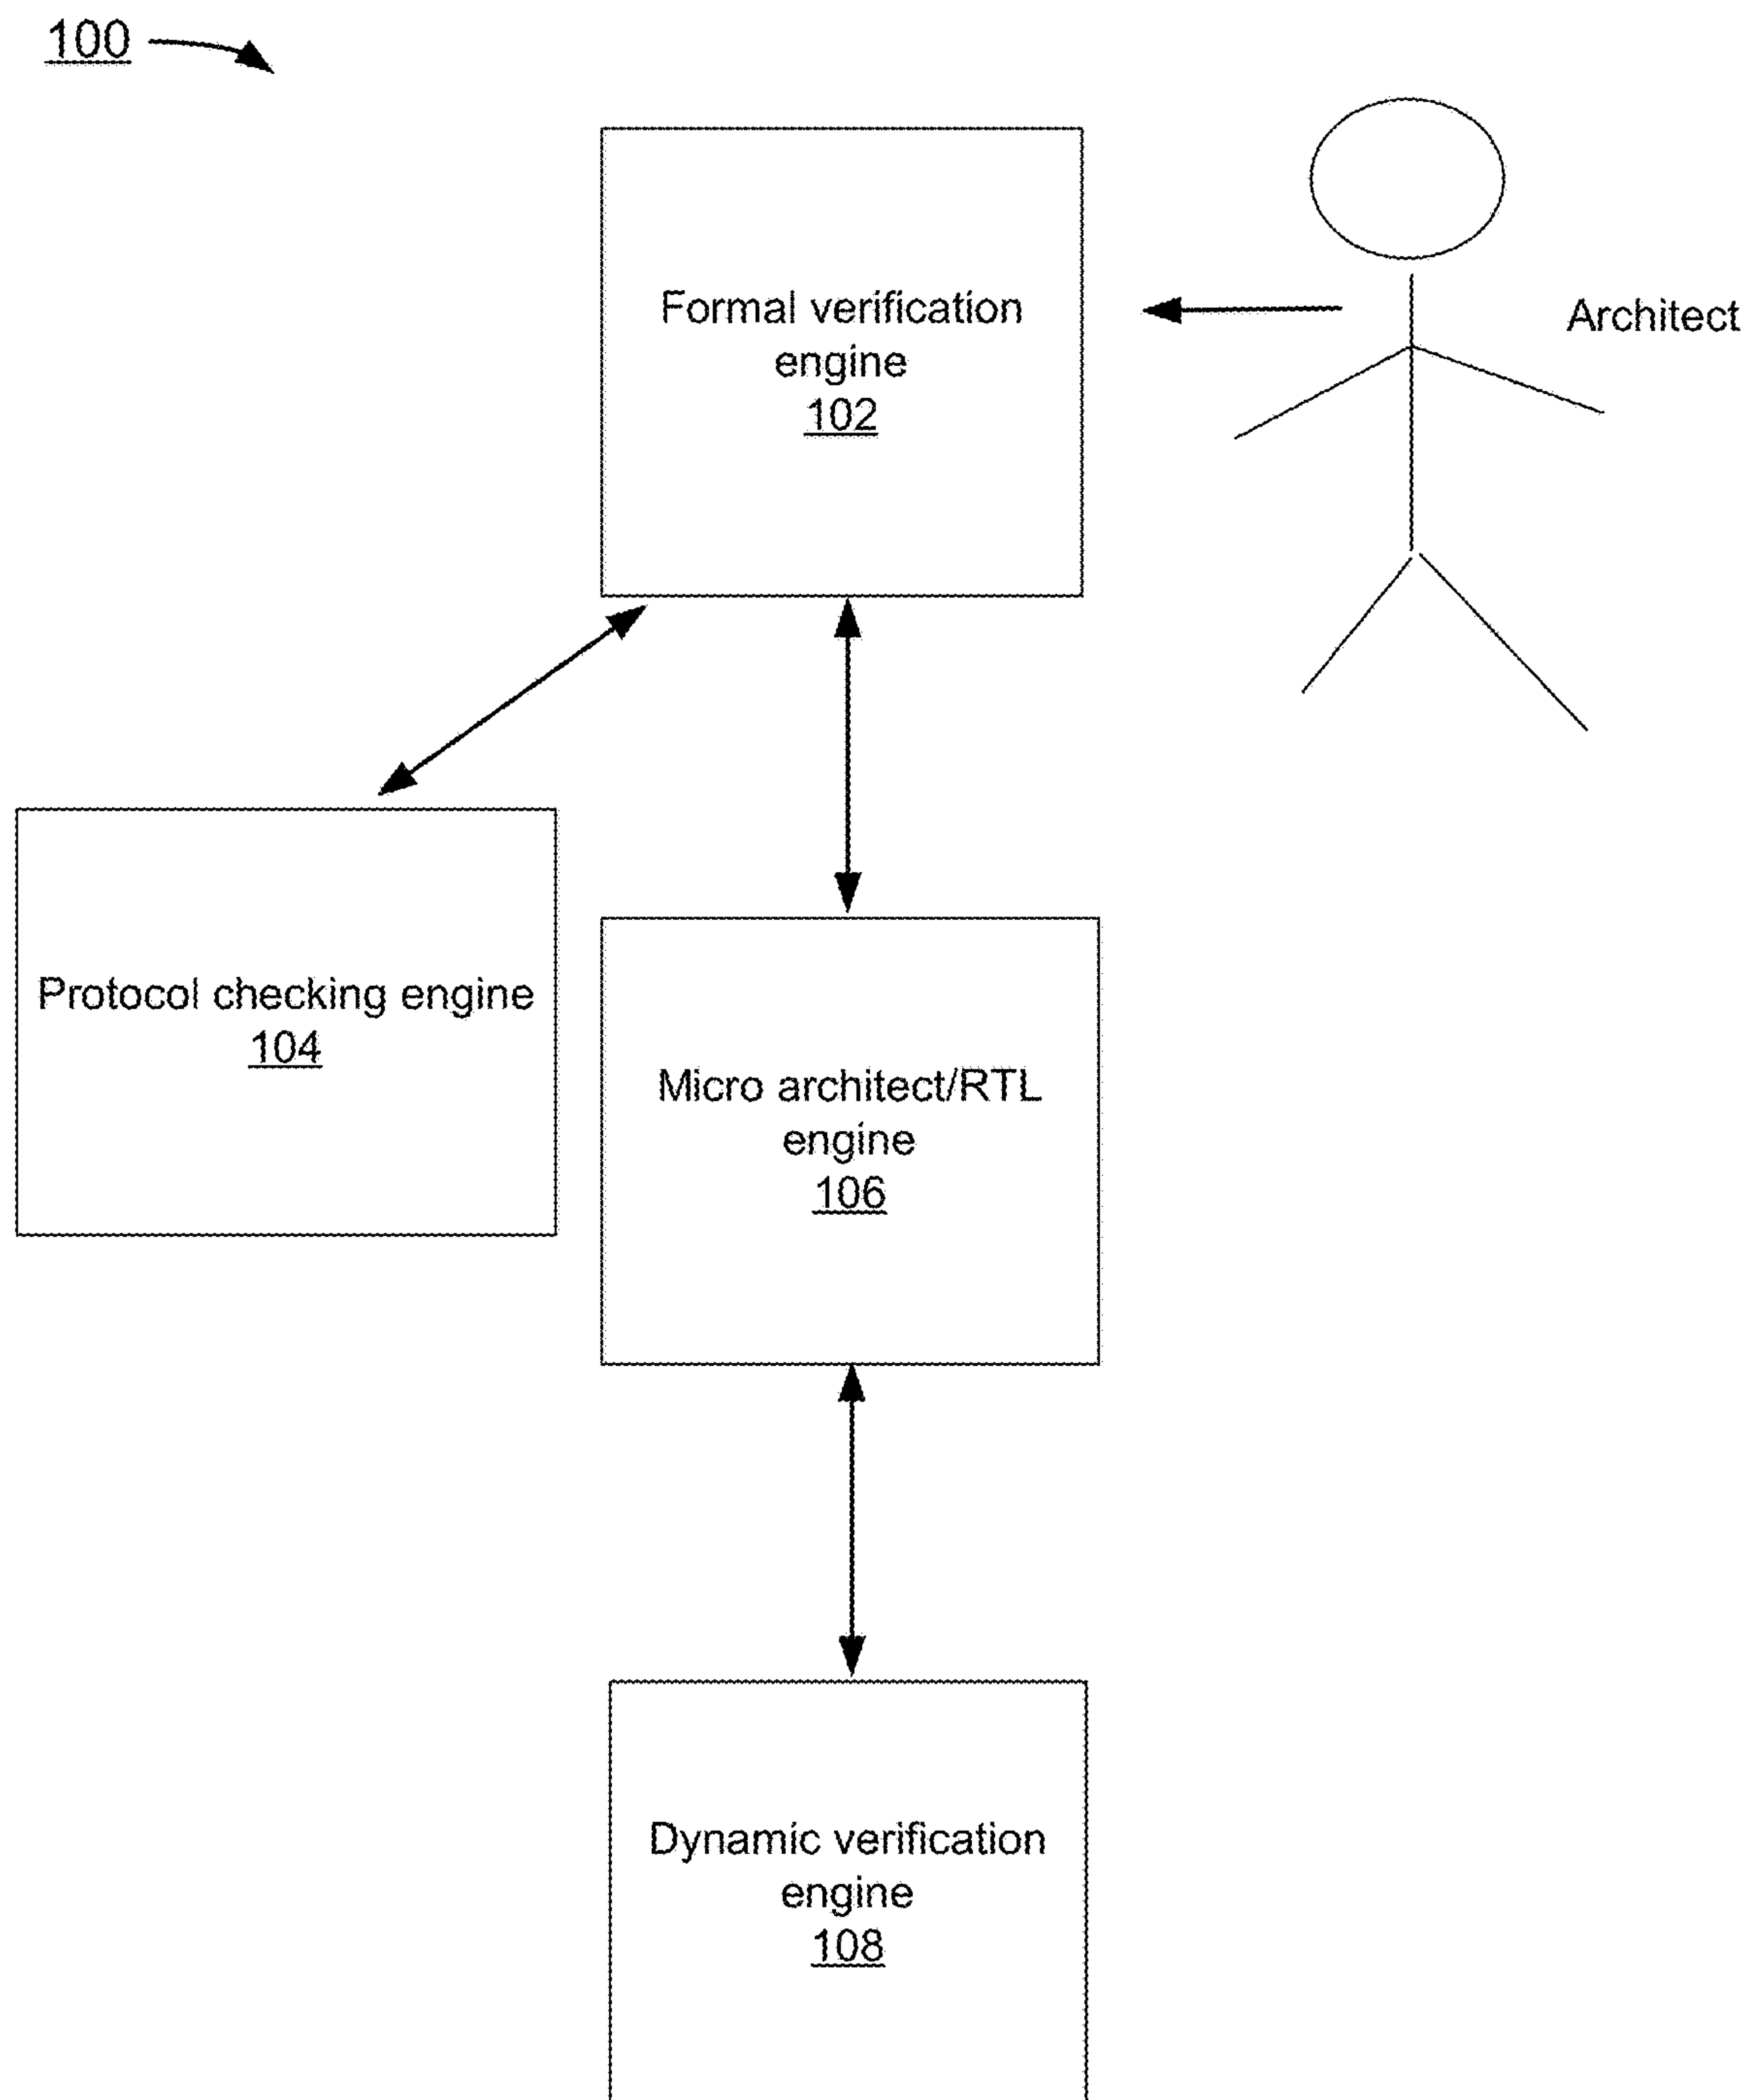 100
Formal verification
engine
102
Architect
Protocol checking engine
104
Micro architect/RTL
engine
106
Dynamic verification
engine
108